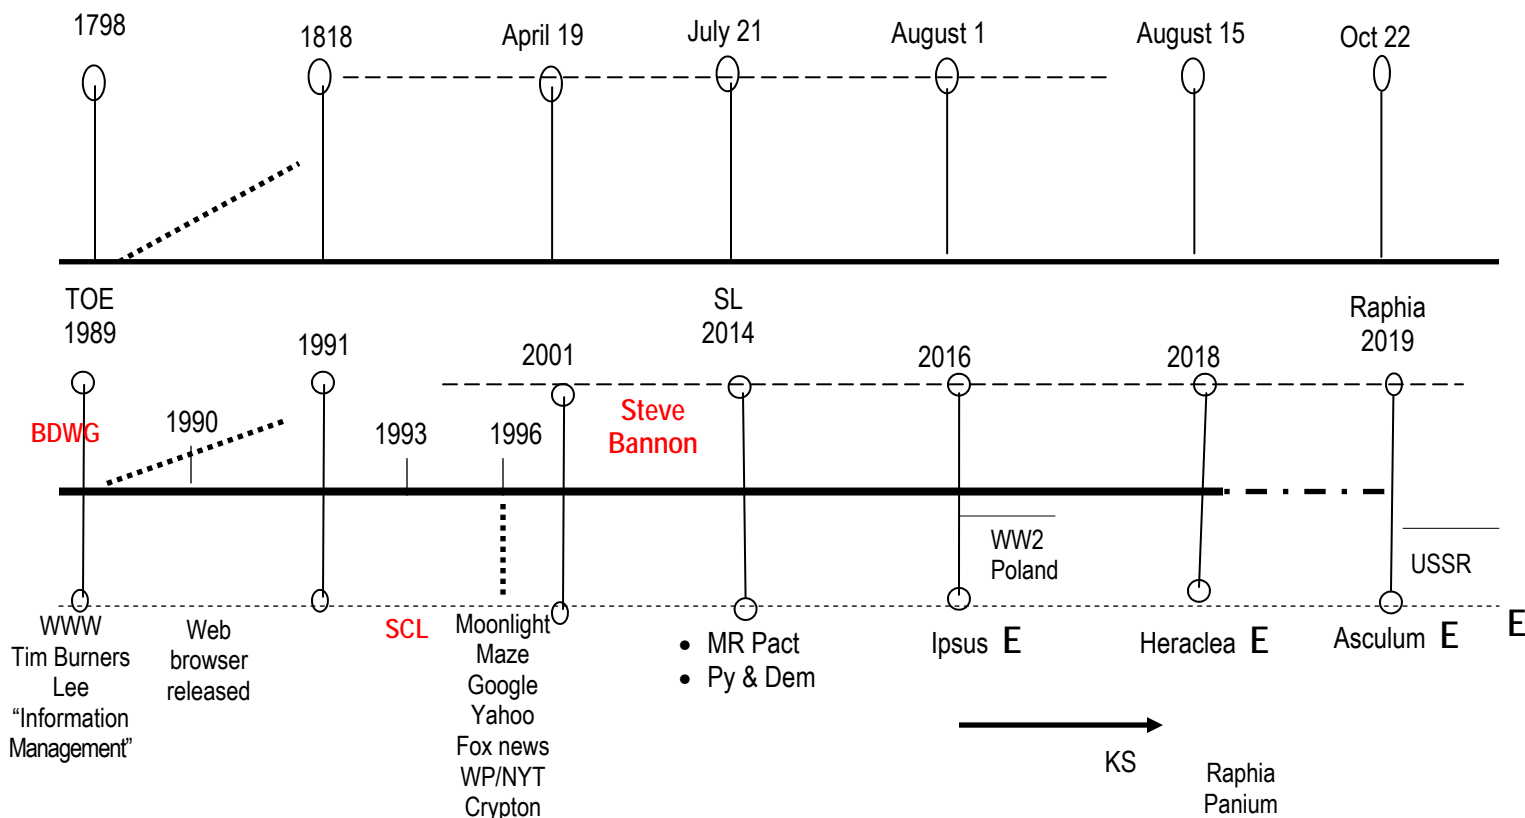 1798
1818
April 19
July 21
August 1
August 15
Oct 22
TOE
1989
1991
2001
SL
2014
2016
2018
Raphia
2019
BDWG
1990
1993
1996
Steve
Bannon
WW2
Poland
USSR
WWW
Tim Burners
Lee
“Information
Management”
Web
browser
released
SCL
Moonlight
Maze
Google
Yahoo
Fox news
WP/NYT
Crypton
• MR Pact
• Py & Dem
Ipsus E
Heraclea E
Asculum E
E
KS
Raphia
Panium